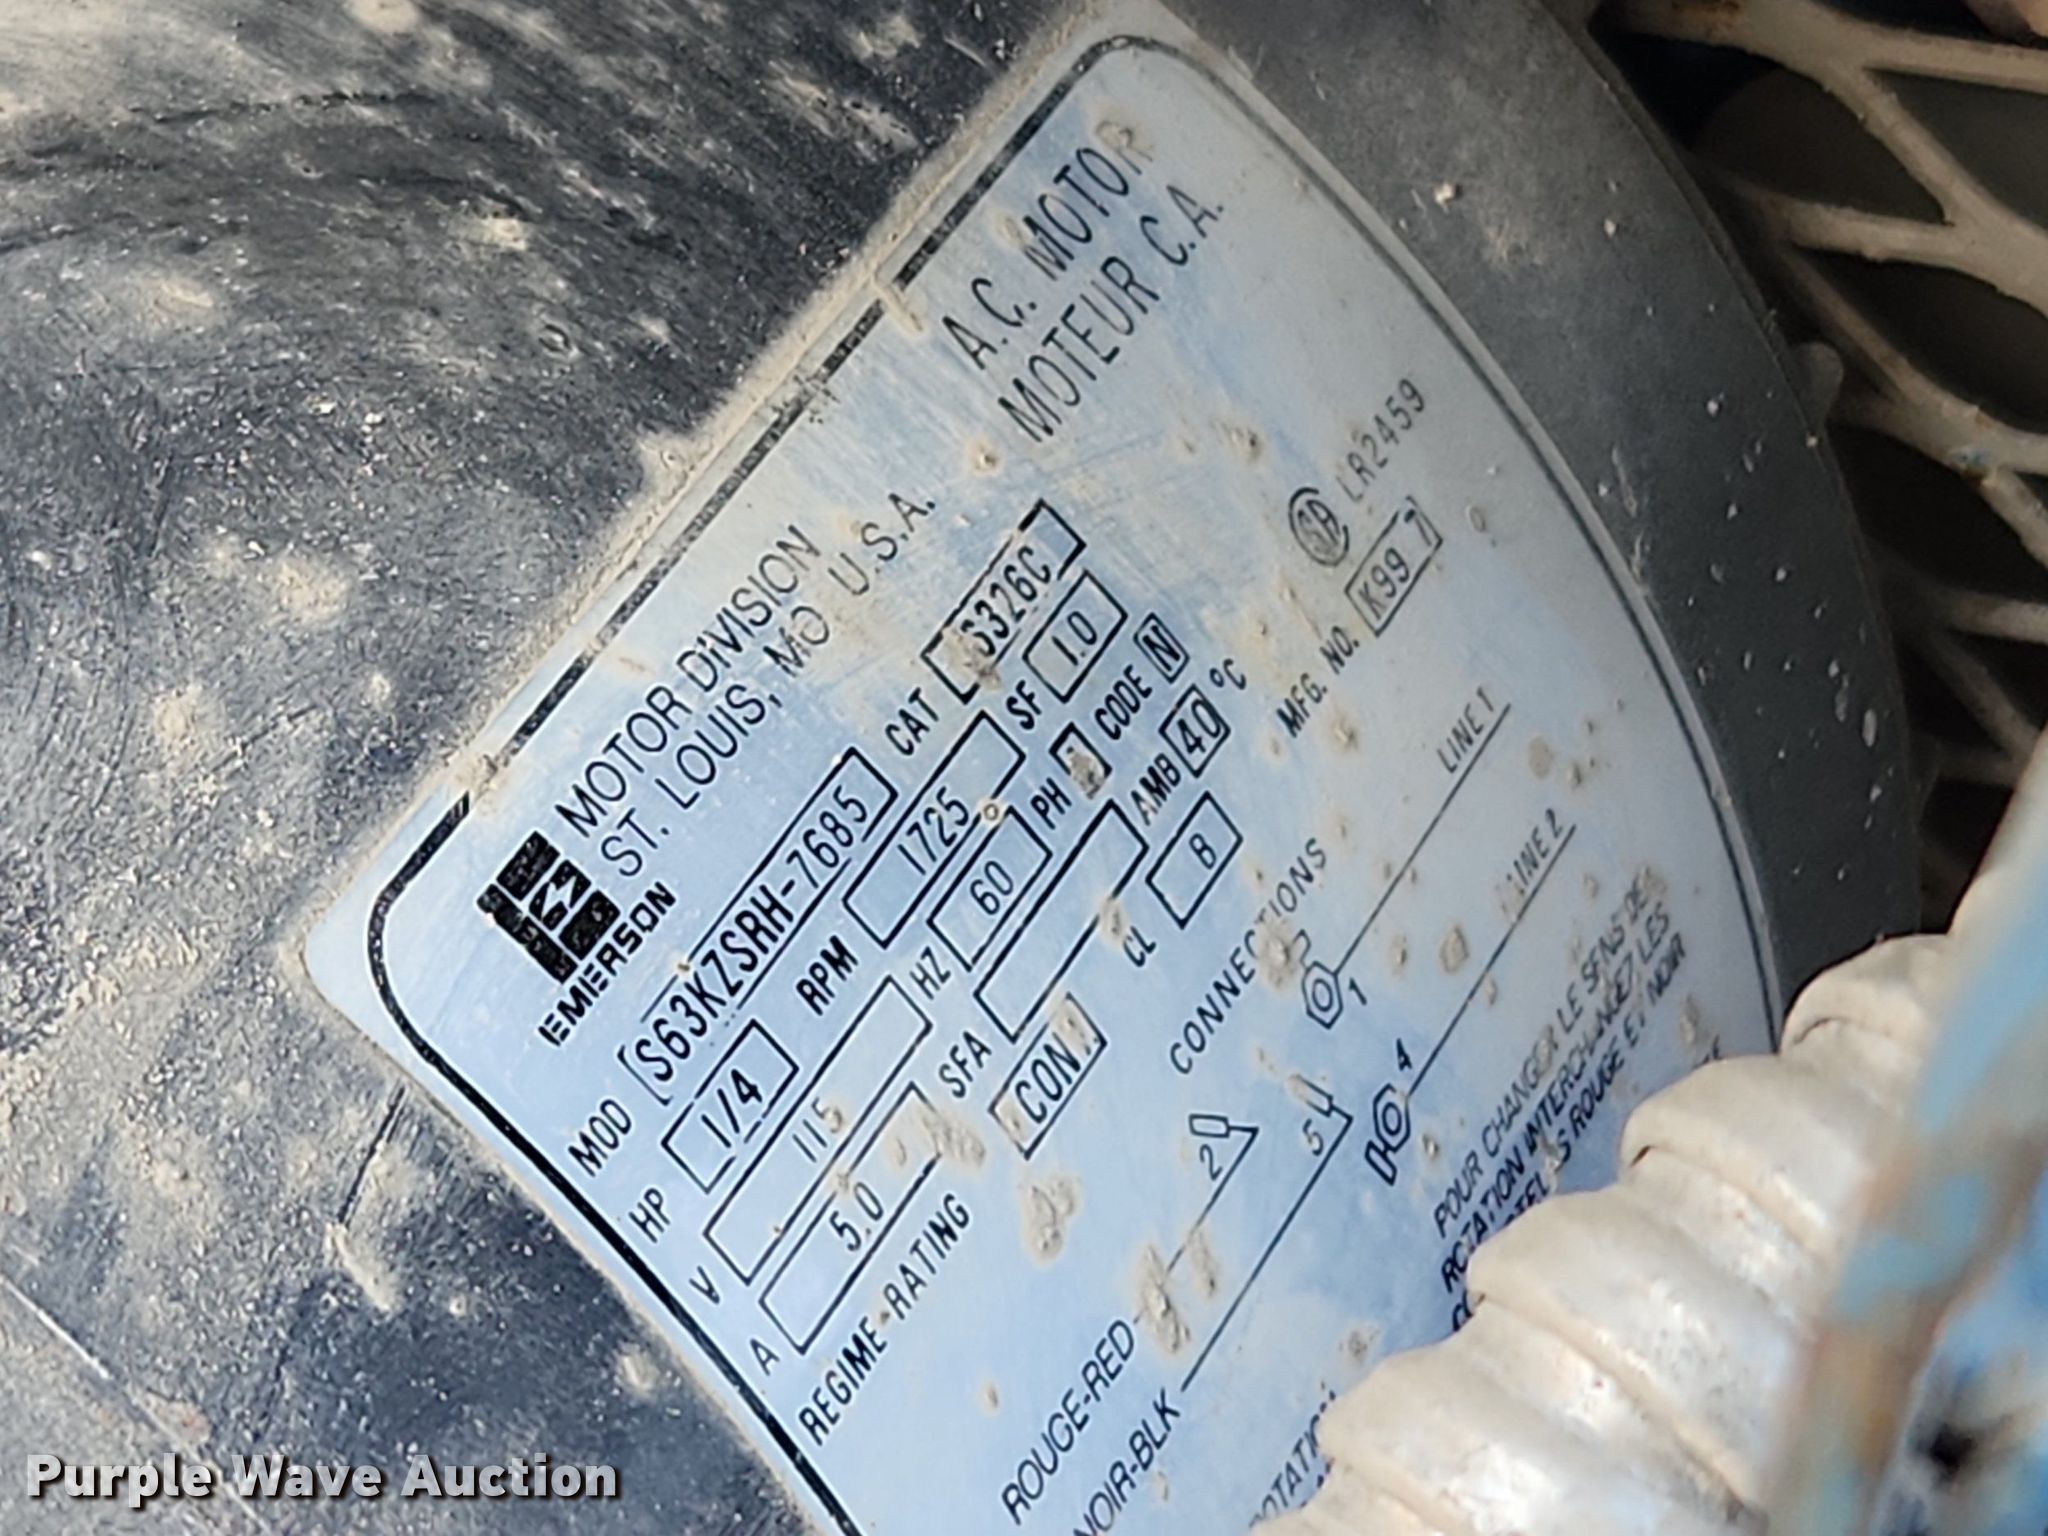 A.C. MOTOR
MOTEUR C.A.
EMERSON
MOTOR DIVISION
ST. LOUIS, MO U.S.A.
MOD S63KZSRH-7685 CAT S326C
HP 1/4 RPM 1725 SF 1.0
V 115 HZ 60 PH CODE N
A 5.0 SFA AMB 40 °C
REGIME-RATING CON CL B
LR2459
MFG. NO. K99 7
CONNECTIONS
LINE 1
1
LINE 2
4
2
5
ROUGE-RED
NOIR-BLK
POUR CHANGER LE SENS DE
ROTATION INTERCHANGEZ LES
ROUGE ET NOIR
Purple Wave Auction